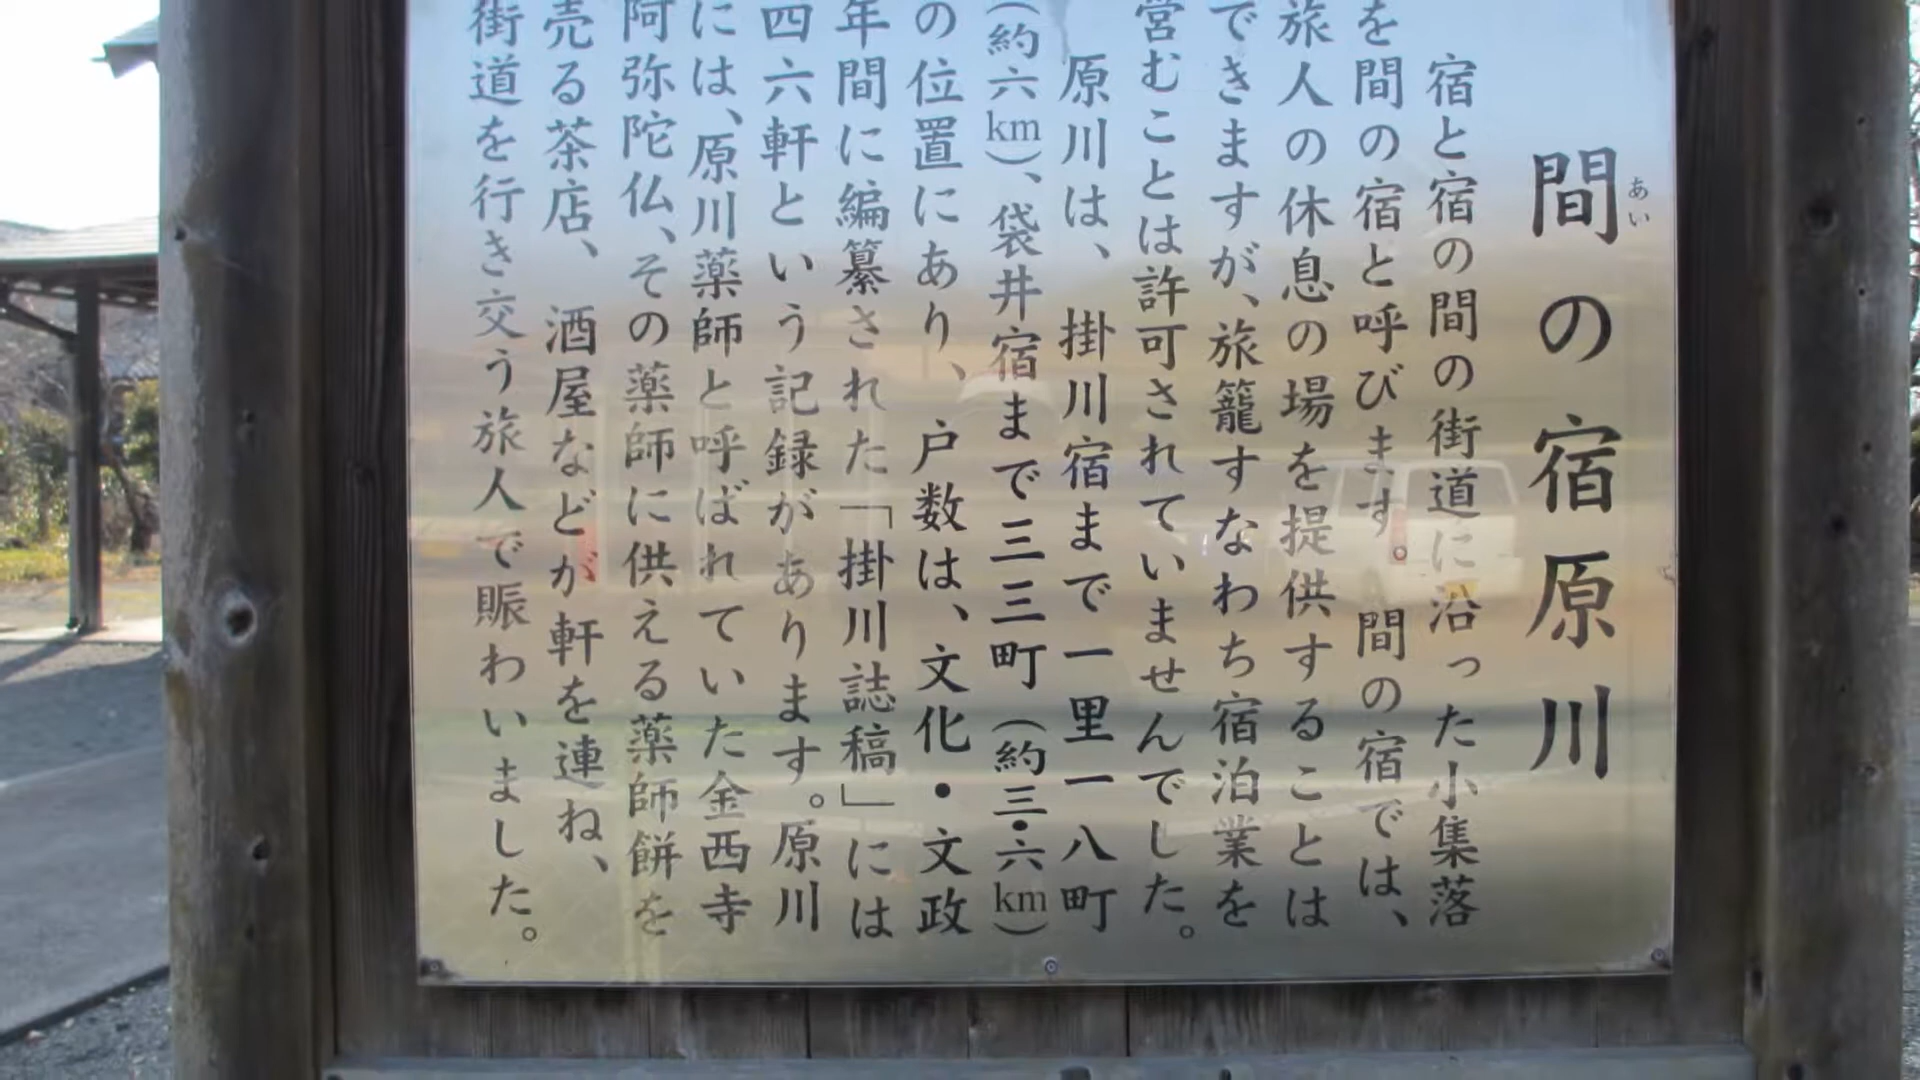 間の宿原川
あい
宿と宿の間の街道に沿った小集落
を間の宿と呼びます。間の宿では、
旅人の休息の場を提供することは
できますが、旅籠すなわち宿泊業を
営むことは許可されていませんでした。
原川は、掛川宿まで一里一八町
(約六km)、袋井宿まで三三町(約三・六km)
の位置にあり、戸数は、文化・文政
年間に編纂された「掛川誌稿」には
四六軒という記録があります。原川
には、原川薬師と呼ばれていた金西寺
阿弥陀仏、その薬師に供える薬師餅を
売る茶店、酒屋などが軒を連ね、
街道を行き交う旅人で賑わいました。